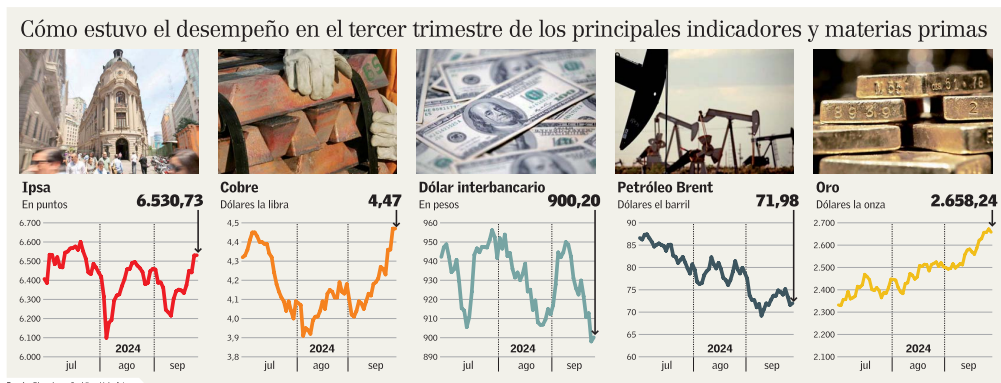 Cómo estuvo el desempeño en el tercer trimestre de los principales indicadores y materias primas
Ipsa
En puntos
6.530,73
6.700
6.600
6.500
6.400
6.300
6.200
6.100
6.000
2024
jul
ago
sep
Cobre
Dólares la libra
4,47
4,5
4,4
4,3
4,2
4,1
4,0
3,9
3,8
2024
jul
ago
sep
Dólar interbancario
En pesos
900,20
960
950
940
930
920
910
900
890
2024
jul
ago
sep
Petróleo Brent
Dólares el barril
71,98
90
85
80
75
70
65
60
2024
jul
ago
sep
Oro
Dólares la onza
2.658,24
2.700
2.600
2.500
2.400
2.300
2.200
2.100
2024
jul
ago
sep